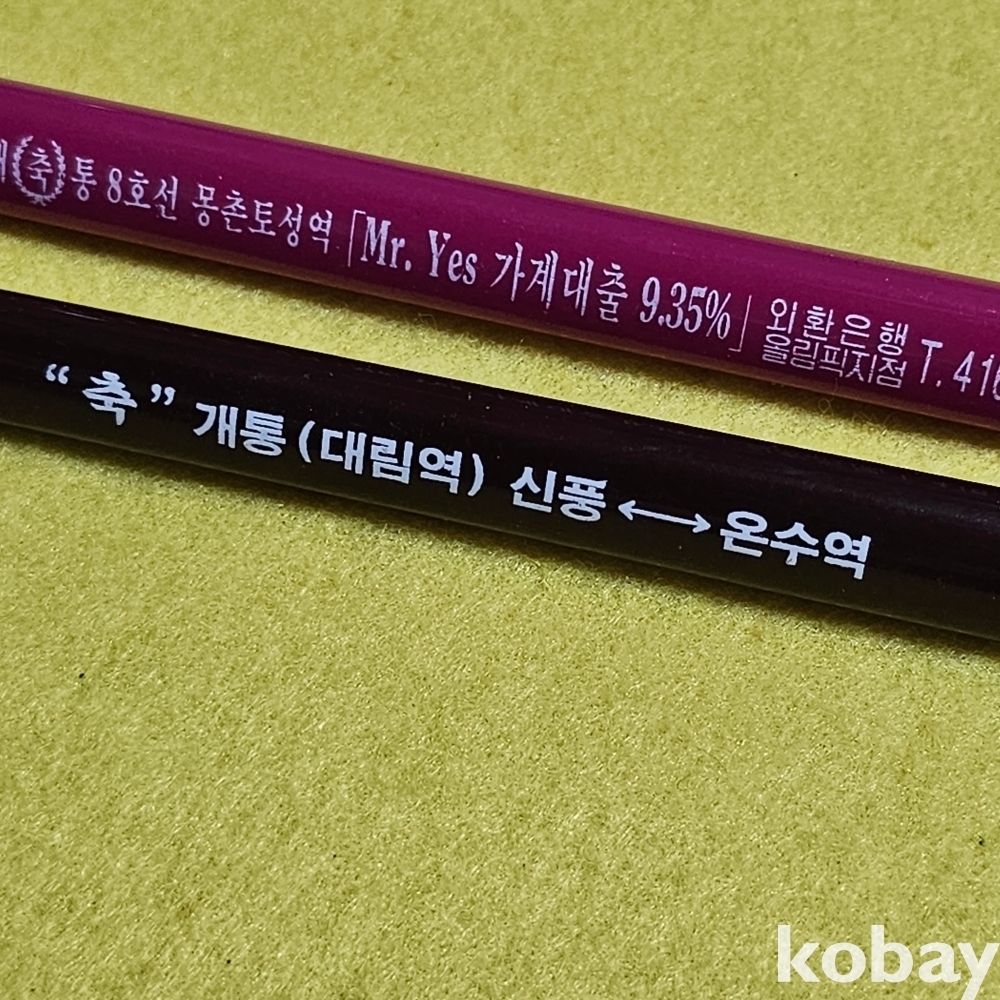 축 통 8호선 몽촌토성역 「Mr. Yes 가계대출 9.35%」 외환은행
올림픽지점 T. 416
“축” 개통 (대림역) 신풍 ↔ 온수역
kobay